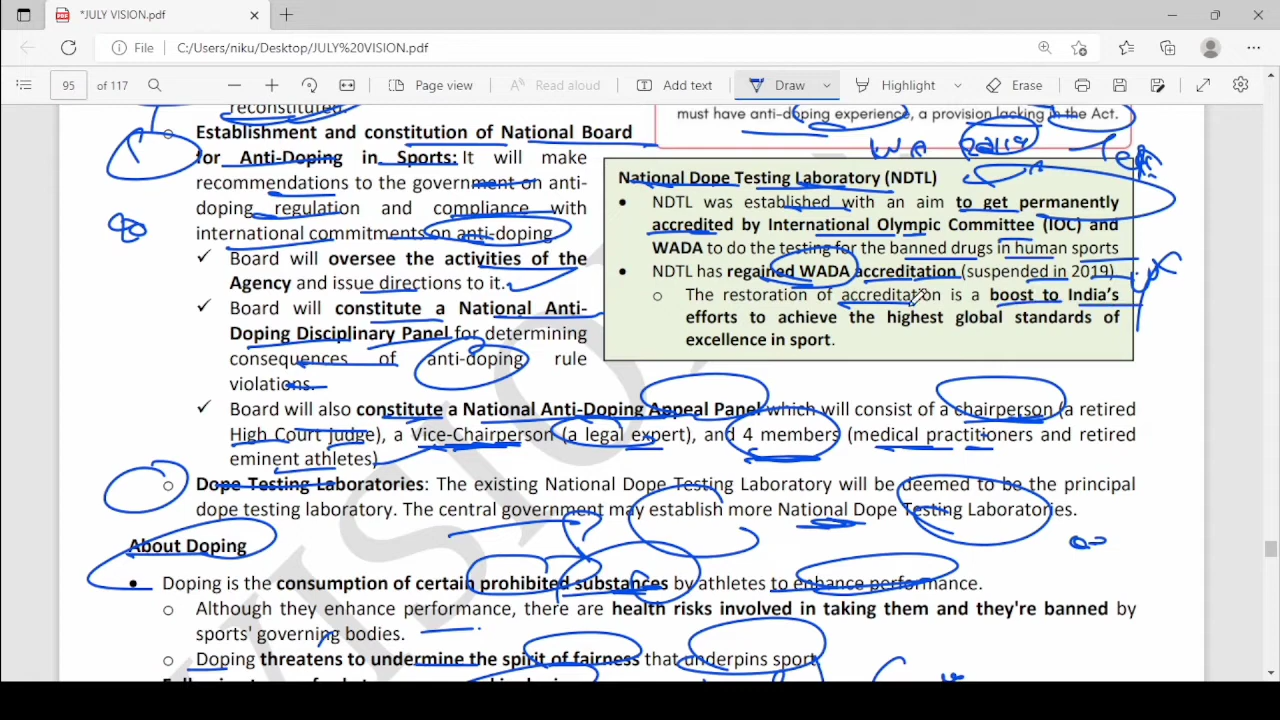 *JULY VISION.pdf
File
C:/Users/niku/Desktop/JULY%20VISION.pdf
95 of 117
Page view
Read aloud
Add text
Draw
Highlight
Erase
reconstituted
must have anti-doping experience, a provision lacking in the Act.
Establishment and constitution of National Board
for Anti-Doping in Sports: It will make
recommendations to the government on anti-
doping regulation and compliance with
international commitments on anti-doping
Board will oversee the activities of the
Agency and issue directions to it.
Board will constitute a National Anti-
Doping Disciplinary Panel for determining
consequences of anti-doping rule
violations.
National Dope Testing Laboratory (NDTL)
NDTL was established with an aim to get permanently
accredited by International Olympic Committee (IOC) and
WADA to do the testing for the banned drugs in human sports
NDTL has regained WADA accreditation (suspended in 2019)
The restoration of accreditation is a boost to India's
efforts to achieve the highest global standards of
excellence in sport.
Board will also constitute a National Anti-Doping Appeal Panel which will consist of a chairperson (a retired
High Court judge), a Vice-Chairperson (a legal expert), and 4 members (medical practitioners and retired
eminent athletes)
Dope Testing Laboratories: The existing National Dope Testing Laboratory will be deemed to be the principal
dope testing laboratory. The central government may establish more National Dope Testing Laboratories.
About Doping
Doping is the consumption of certain prohibited substances by athletes to enhance performance.
Although they enhance performance, there are health risks involved in taking them and they're banned by
sports' governing bodies.
Doping threatens to undermine the spirit of fairness that underpins sport